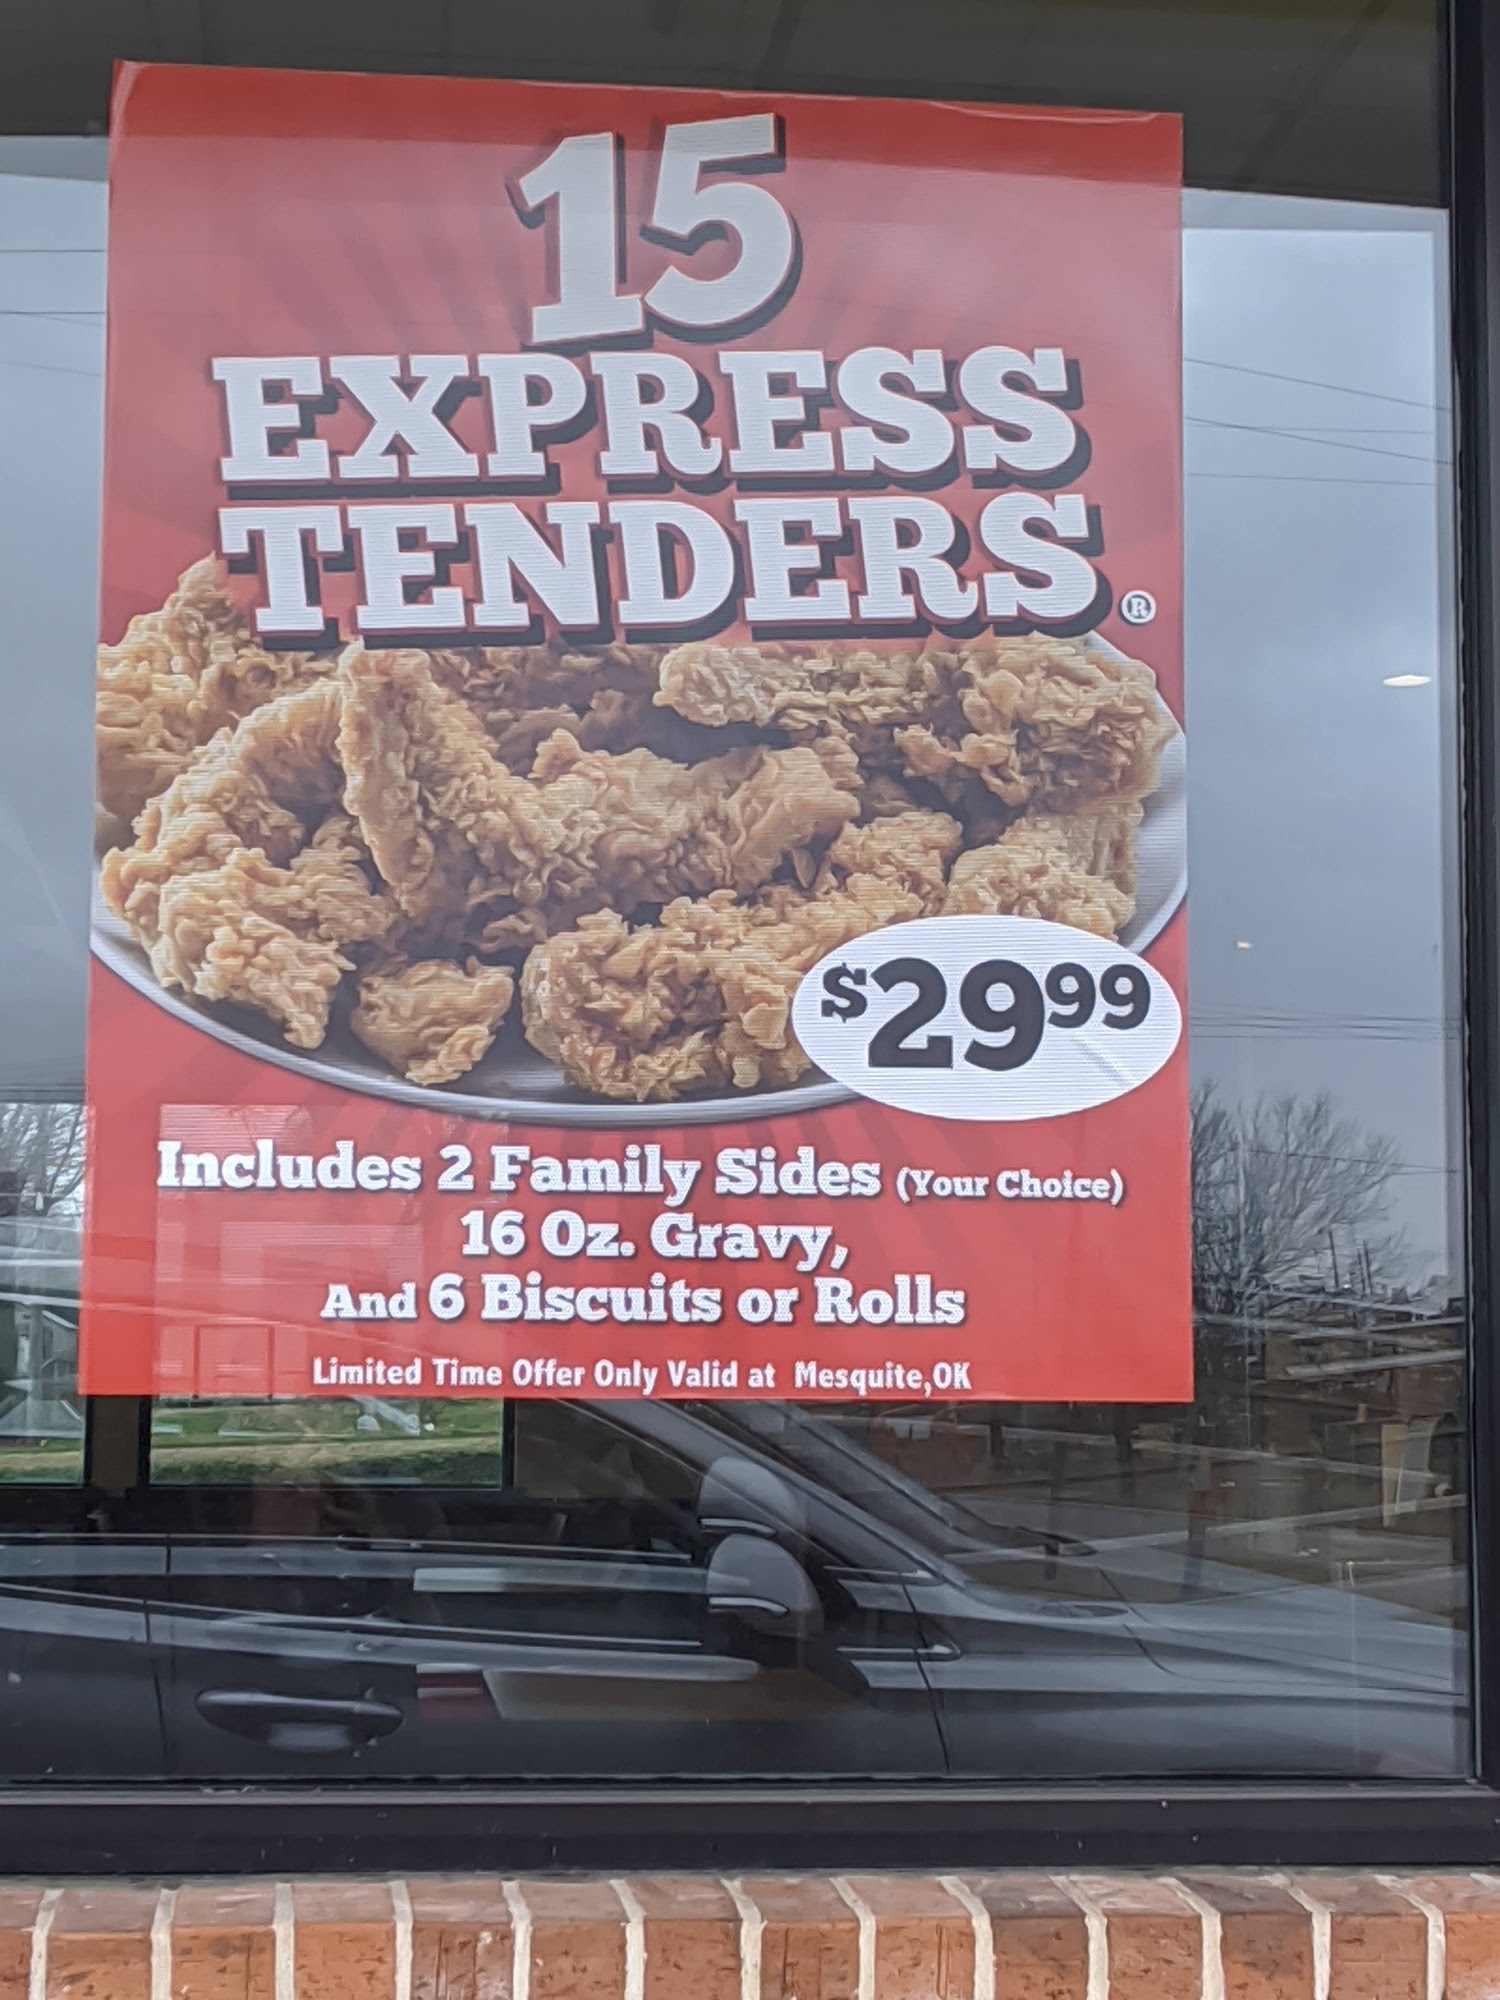 15
EXPRESS
TENDERS®
$29⁹⁹
Includes 2 Family Sides (Your Choice)
16 Oz. Gravy,
And 6 Biscuits or Rolls
Limited Time Offer Only Valid at Mesquite,OK